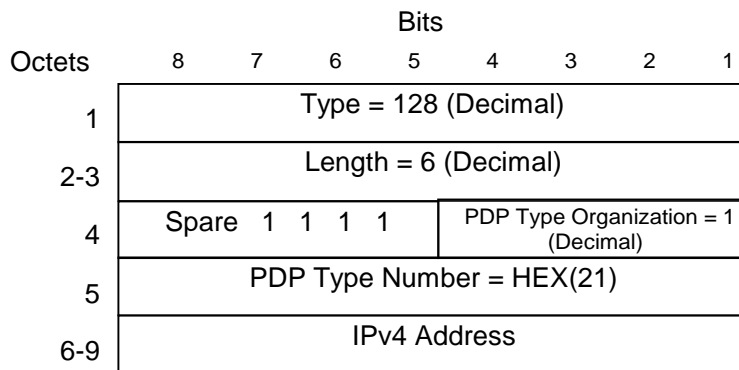 Bits
Octets 8 7 6 5 4 3 2 1
1 Type = 128 (Decimal)
2-3 Length = 6 (Decimal)
4 Spare 1 1 1 1 PDP Type Organization = 1
(Decimal)
5 PDP Type Number = HEX(21)
6-9 IPv4 Address